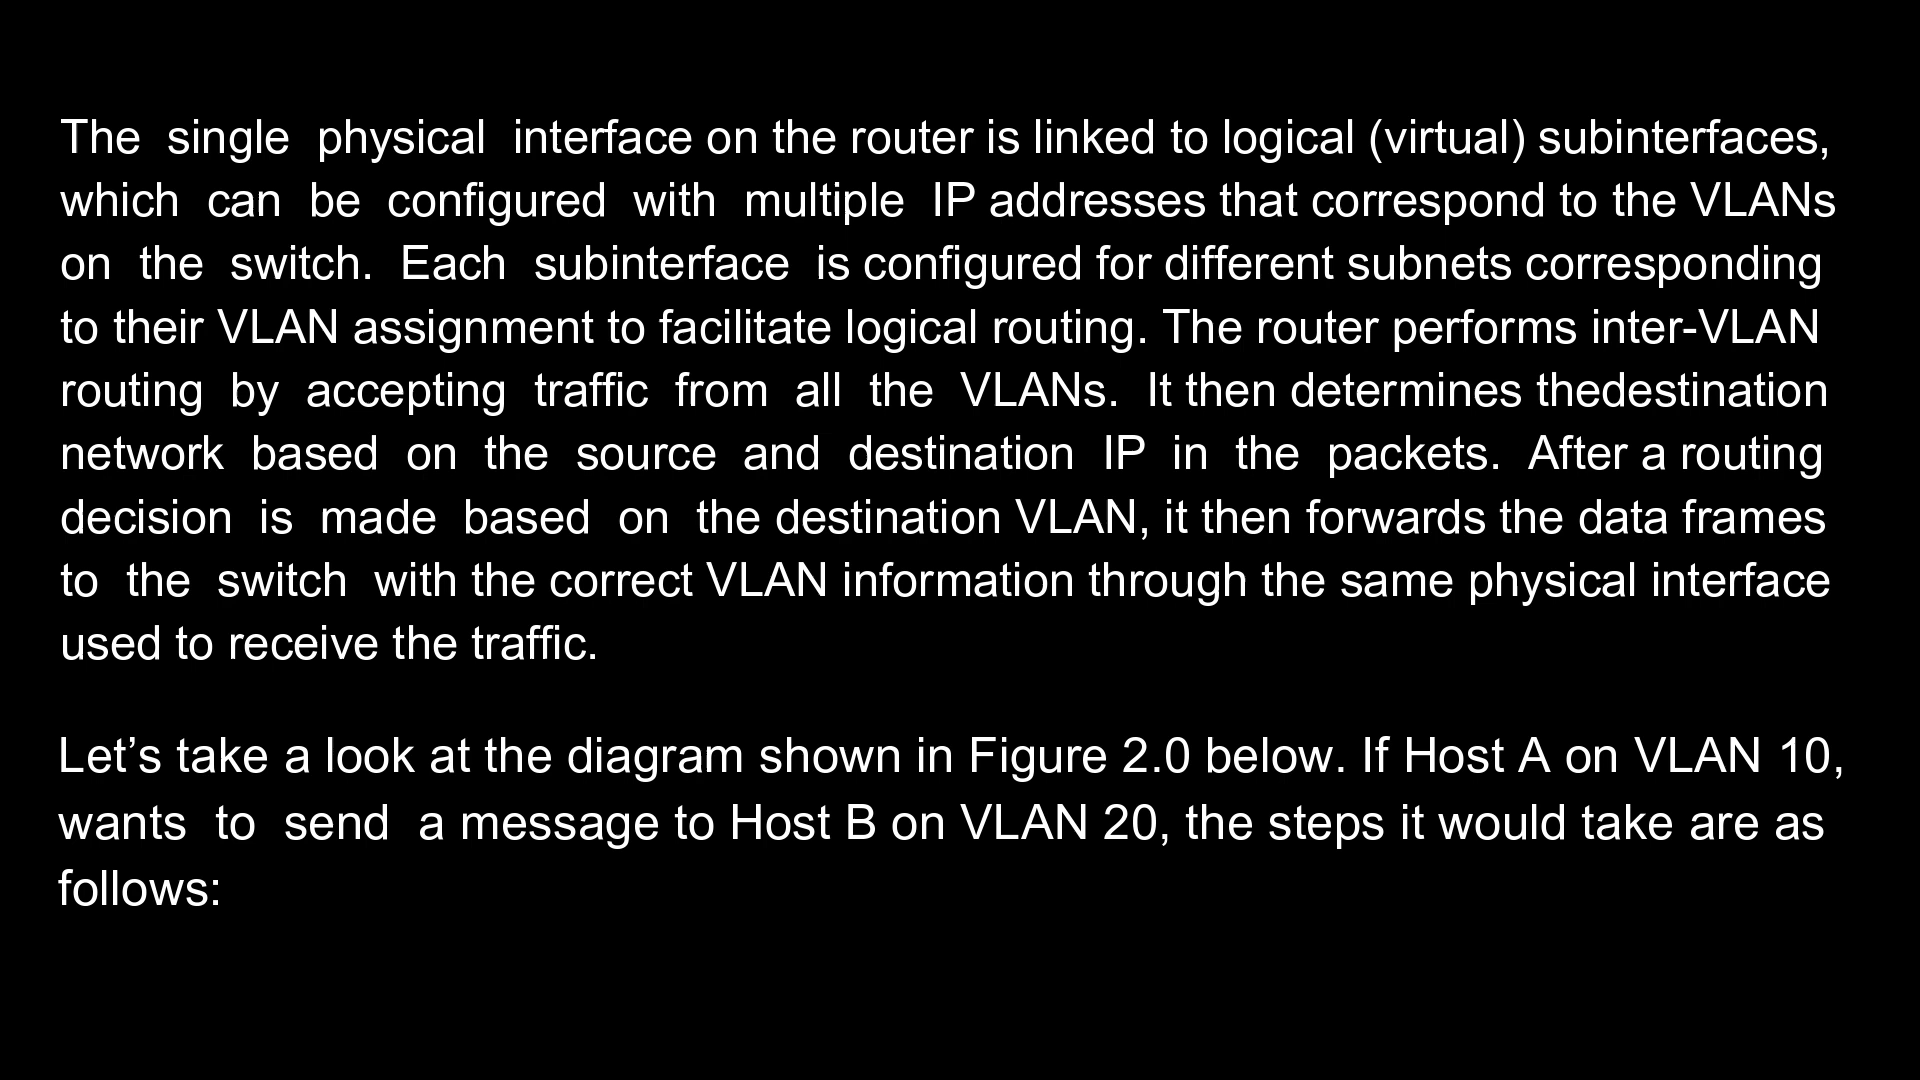 The single physical interface on the router is linked to logical (virtual) subinterfaces,
which can be configured with multiple IP addresses that correspond to the VLANs
on the switch. Each subinterface is configured for different subnets corresponding
to their VLAN assignment to facilitate logical routing. The router performs inter-VLAN
routing by accepting traffic from all the VLANs. It then determines thedestination
network based on the source and destination IP in the packets. After a routing
decision is made based on the destination VLAN, it then forwards the data frames
to the switch with the correct VLAN information through the same physical interface
used to receive the traffic.
Let’s take a look at the diagram shown in Figure 2.0 below. If Host A on VLAN 10,
wants to send a message to Host B on VLAN 20, the steps it would take are as
follows: